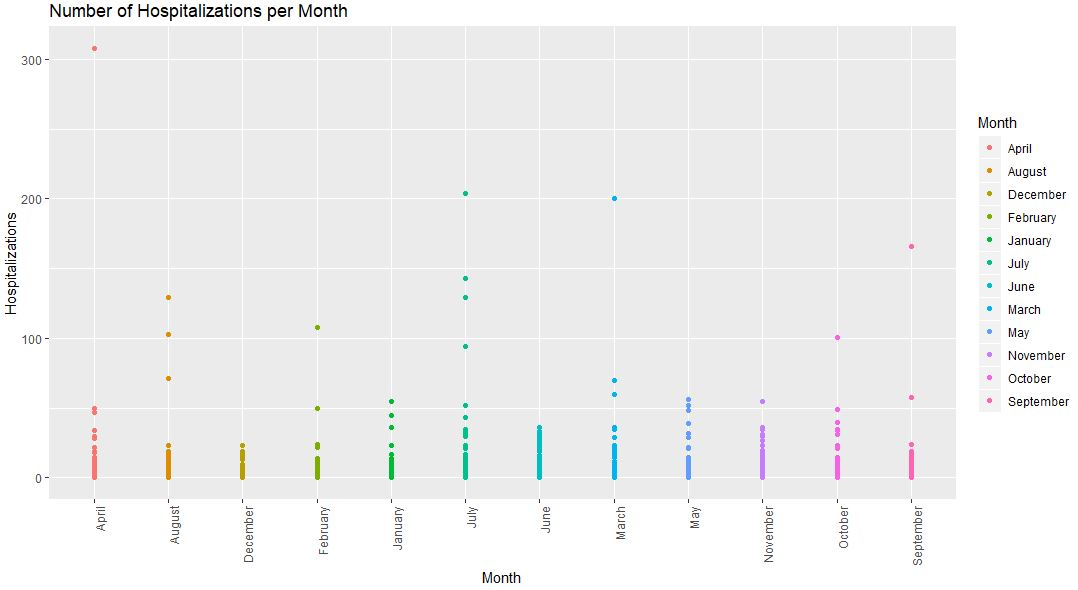 Number of Hospitalizations per Month
300
200
100
0
Hospitalizations
April
August
December
February
January
July
June
March
May
November
October
September
Month
Month
April
August
December
February
January
July
June
March
May
November
October
September